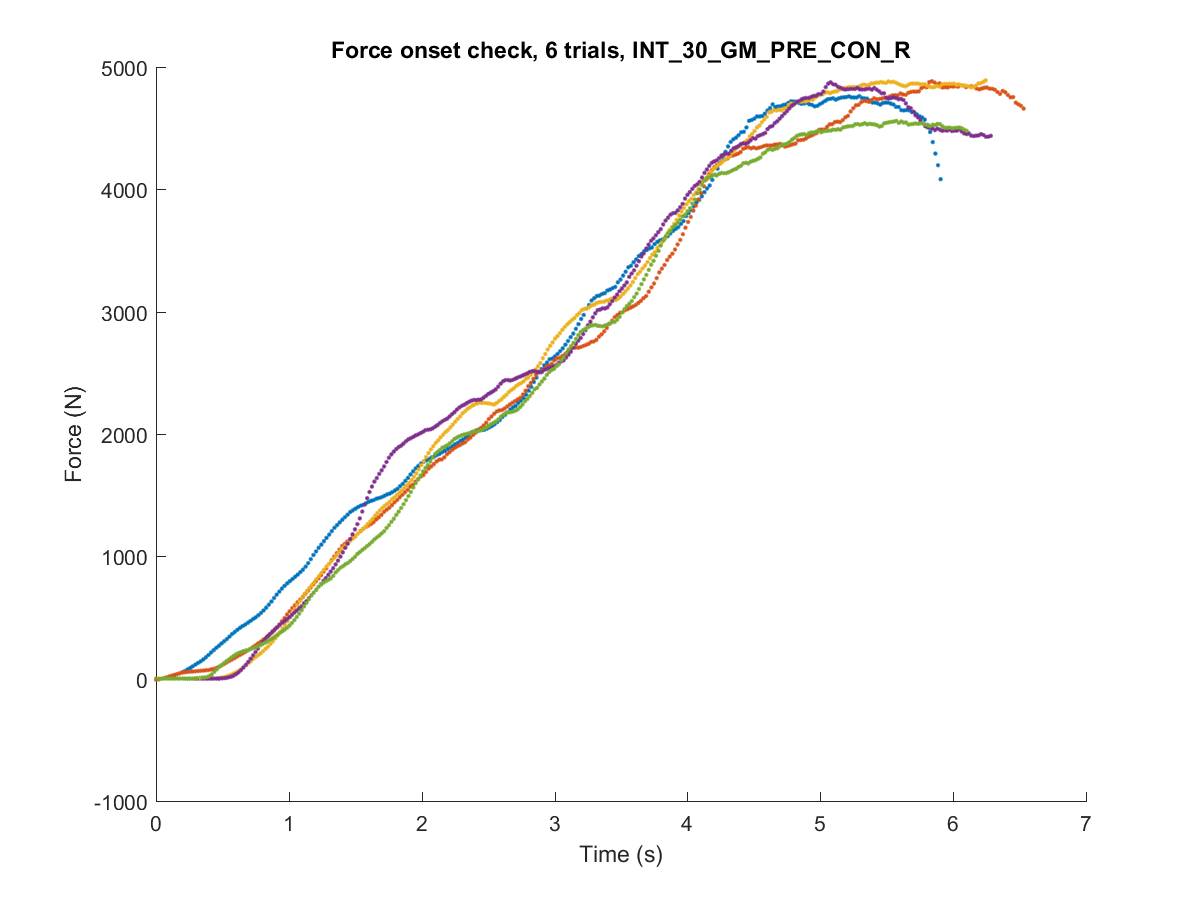 Force onset check, 6 trials, INT_30_GM_PRE_CON_R
5000
4000
3000
2000
1000
0
-1000
Force (N)
0 1 2 3 4 5 6 7
Time (s)